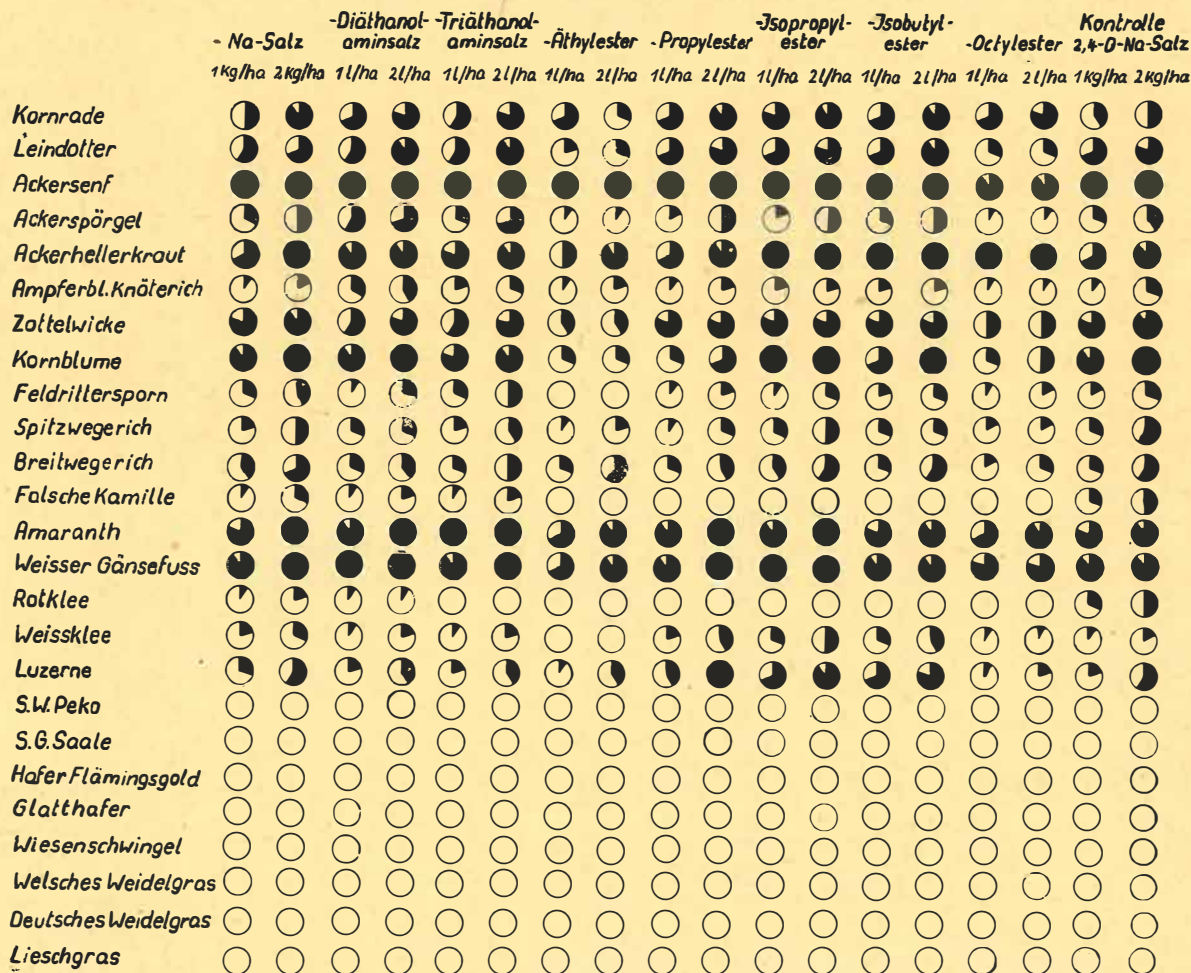 - Na-Salz -Diäthanol- aminsalz -Triäthanol- aminsalz -Äthylester -Propylester -Jsopropyl- ester -Jsobutyl- ester -Octylester Kontrolle 2,4-D-Na-Salz
1Kg/ha 2Kg/ha 1l/ha 2l/ha 1l/ha 2l/ha 1l/ha 2l/ha 1l/ha 2l/ha 1l/ha 2l/ha 1l/ha 2l/ha 1l/ha 2l/ha 1Kg/ha 2Kg/ha
Kornrade
Leindotter
Ackersenf
Ackerspörgel
Ackerhellerkraut
Ampferbl. Knöterich
Zottelwicke
Kornblume
Feldrittersporn
Spitzwegerich
Breitwegerich
Falsche Kamille
Amaranth
Weisser Gänsefuss
Rotklee
Weissklee
Luzerne
S.W. Peko
S.G. Saale
Hafer Flämingsgold
Glatthafer
Wiesenschwingel
Welsches Weidelgras
Deutsches Weidelgras
Lieschgras